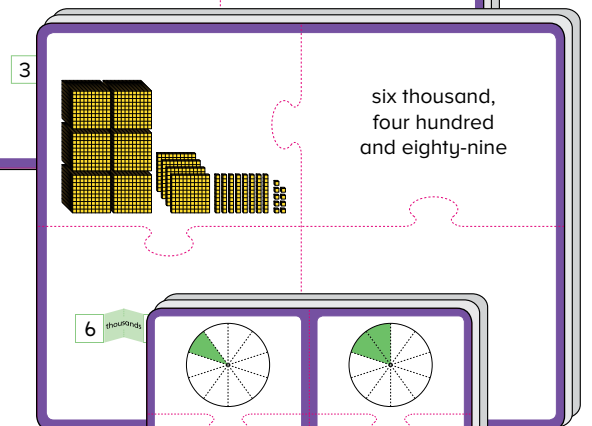 3
six thousand,
four hundred
and eighty-nine
6 thousands